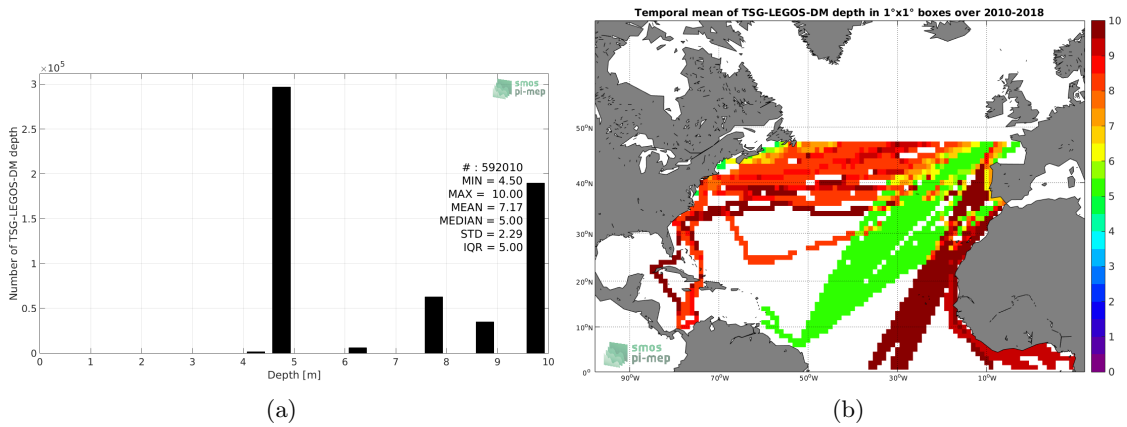 Temporal mean of TSG-LEGOS-DM depth in 1°x1° boxes over 2010-2018
×10⁵
3
2.5
2
1.5
1
0.5
0
Number of TSG-LEGOS-DM depth
smos
pi-mep
# : 592010
MIN = 4.50
MAX = 10.00
MEAN = 7.17
MEDIAN = 5.00
STD = 2.29
IQR = 5.00
0 1 2 3 4 5 6 7 8 9 10
Depth [m]
(a)
50°N
40°N
30°N
20°N
10°N
0°
90°W 70°W 50°W 30°W 10°W
smos
pi-mep
10
9
8
7
6
5
4
3
2
1
0
(b)